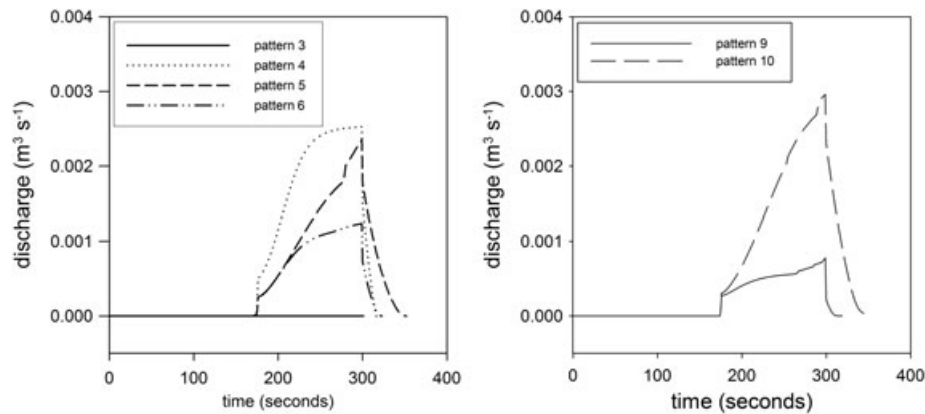 0.004
0.003
0.002
0.001
0.000
discharge (m³ s⁻¹)
pattern 3
pattern 4
pattern 5
pattern 6
0 100 200 300 400
time (seconds)
0.004
0.003
0.002
0.001
0.000
discharge (m³ s⁻¹)
pattern 9
pattern 10
0 100 200 300 400
time (seconds)